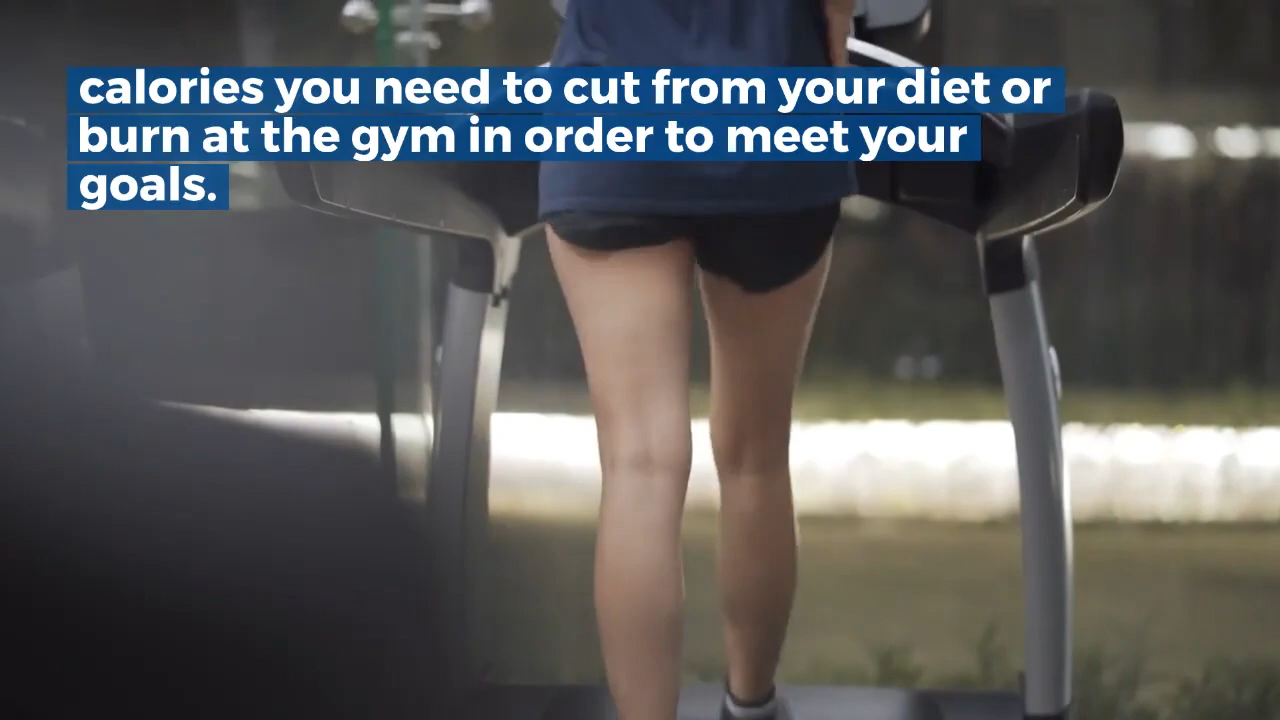 calories you need to cut from your diet or
burn at the gym in order to meet your
goals.